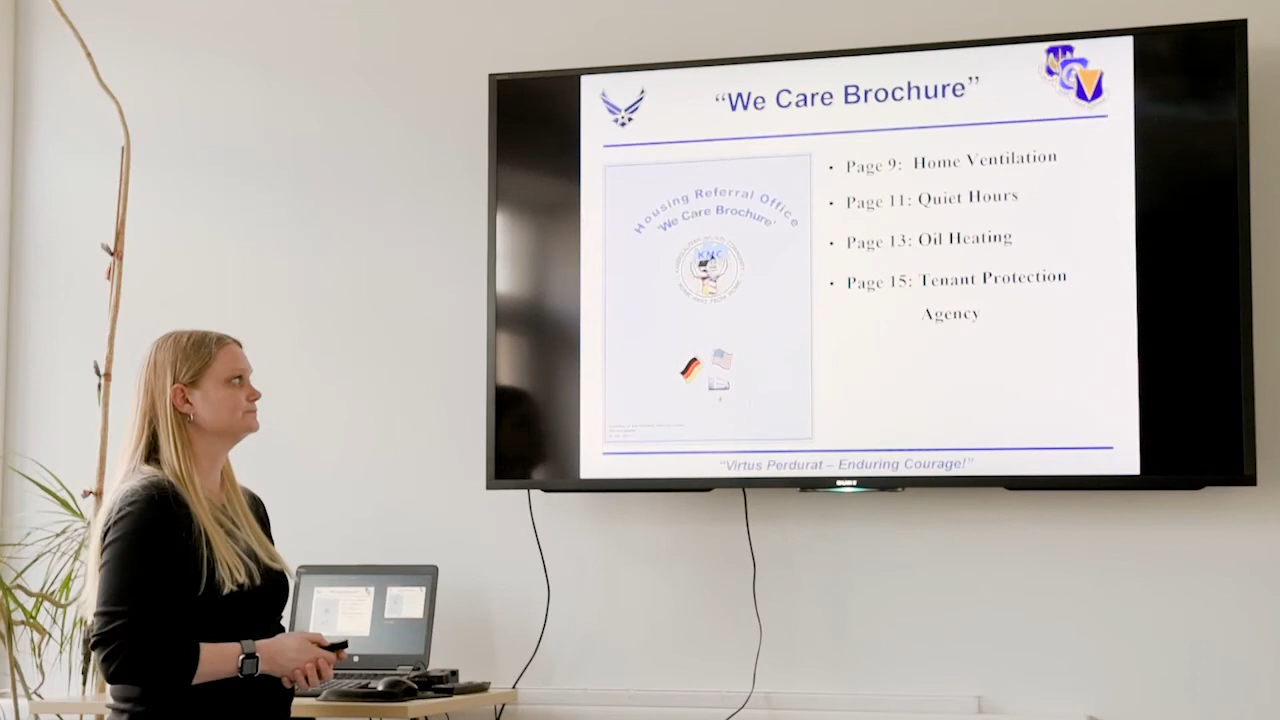 “We Care Brochure”
Housing Referral Office
'We Care Brochure'
KMC
• Page 9: Home Ventilation
• Page 11: Quiet Hours
• Page 13: Oil Heating
• Page 15: Tenant Protection
Agency
“Virtus Perdurat – Enduring Courage!”